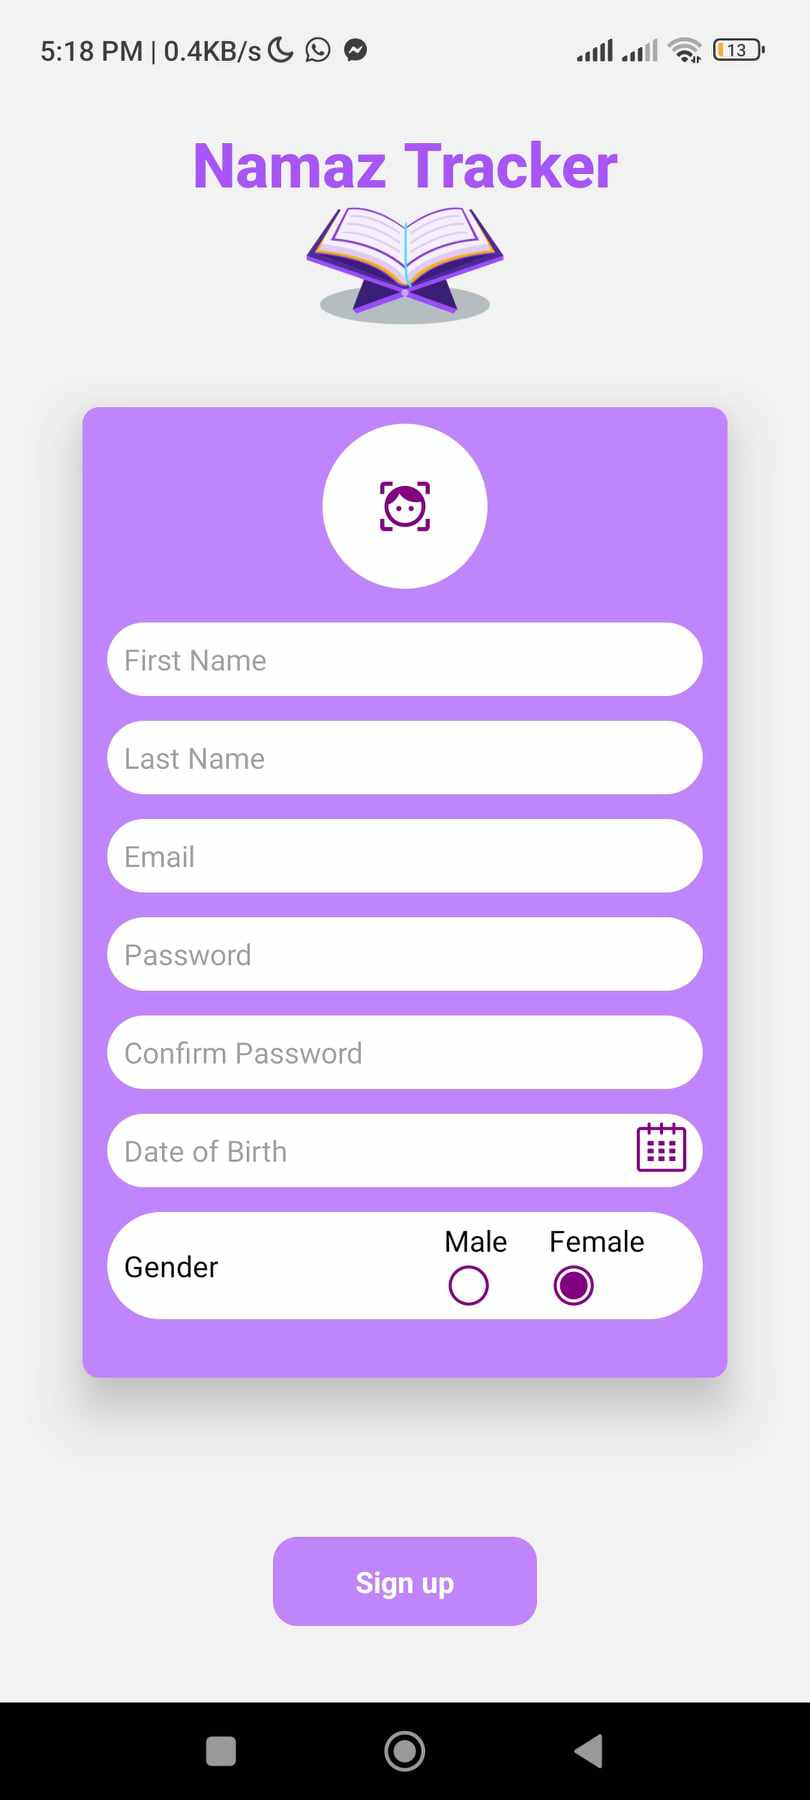 5:18 PM | 0.4KB/s
13
Namaz Tracker
First Name
Last Name
Email
Password
Confirm Password
Date of Birth
Male Female
Gender
Sign up